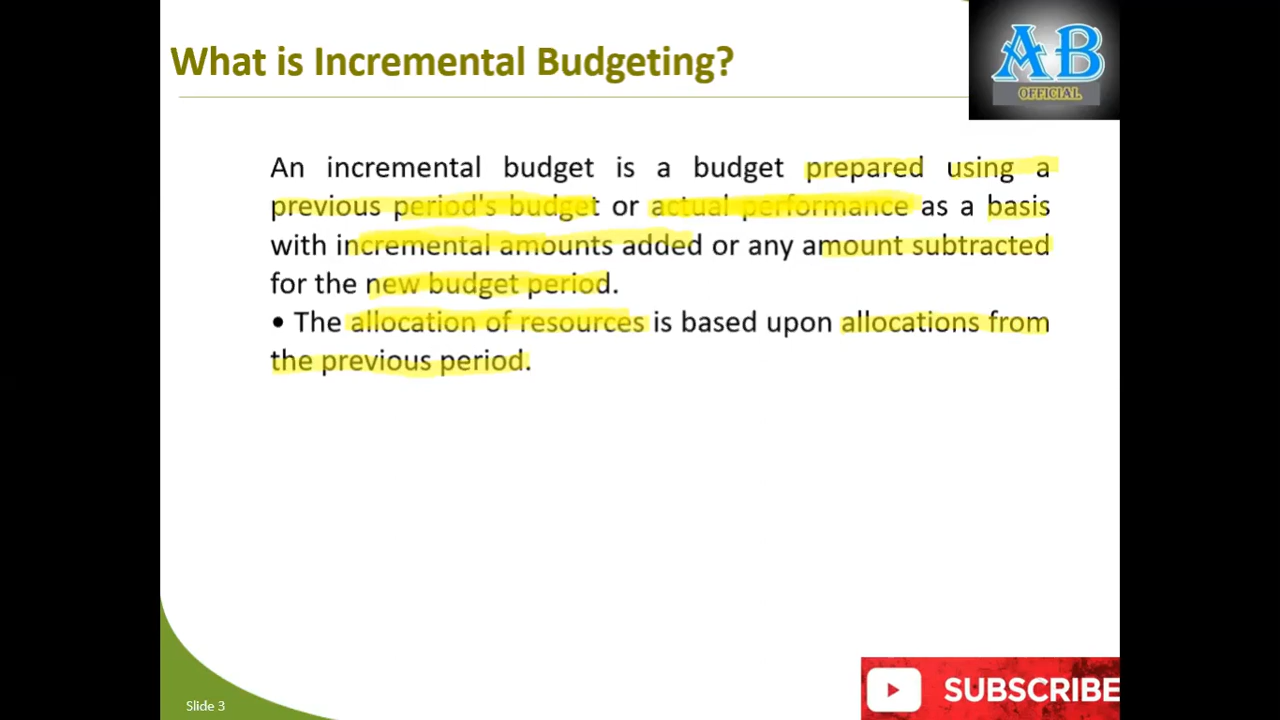 What is Incremental Budgeting?
AB
OFFICIAL
An incremental budget is a budget prepared using a
previous period's budget or actual performance as a basis
with incremental amounts added or any amount subtracted
for the new budget period.
• The allocation of resources is based upon allocations from
the previous period.
Slide 3
SUBSCRIBE